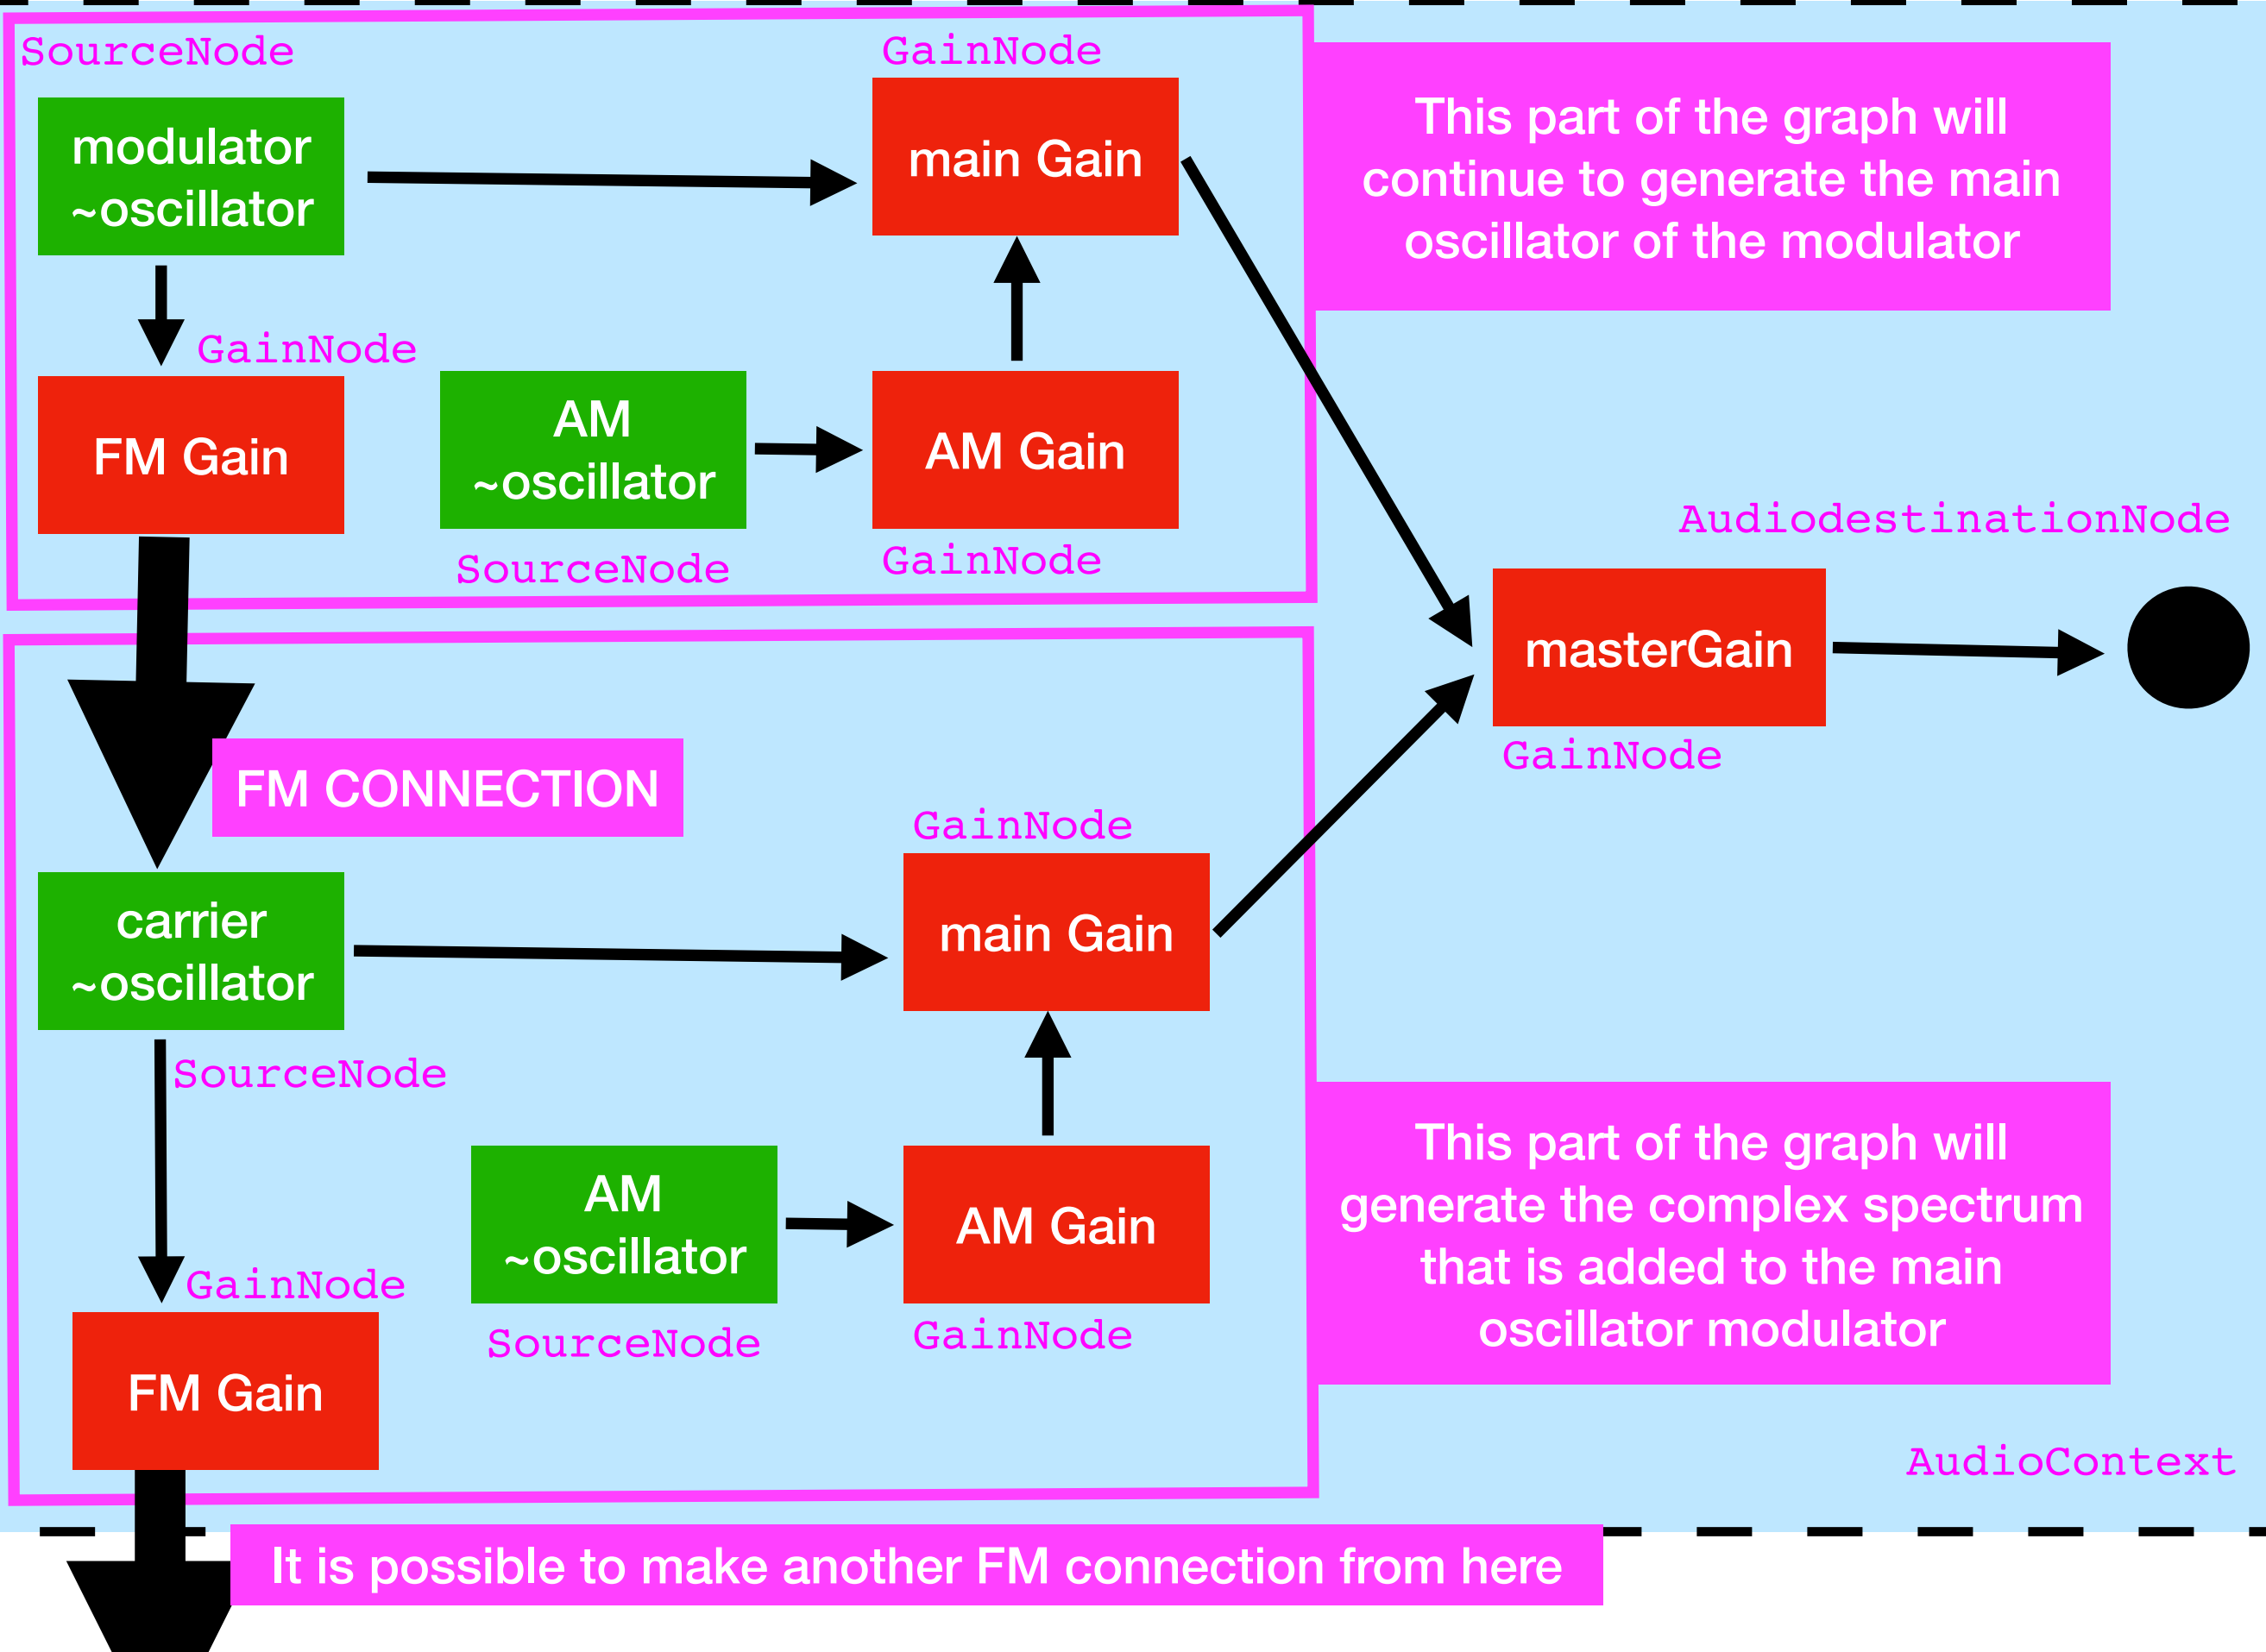 SourceNode
GainNode
modulator
~oscillator
main Gain
This part of the graph will
continue to generate the main
oscillator of the modulator
GainNode
FM Gain
AM
~oscillator
AM Gain
SourceNode
GainNode
AudiodestinationNode
masterGain
GainNode
FM CONNECTION
GainNode
carrier
~oscillator
main Gain
SourceNode
AM
~oscillator
AM Gain
This part of the graph will
generate the complex spectrum
that is added to the main
oscillator modulator
GainNode
SourceNode
GainNode
FM Gain
AudioContext
It is possible to make another FM connection from here